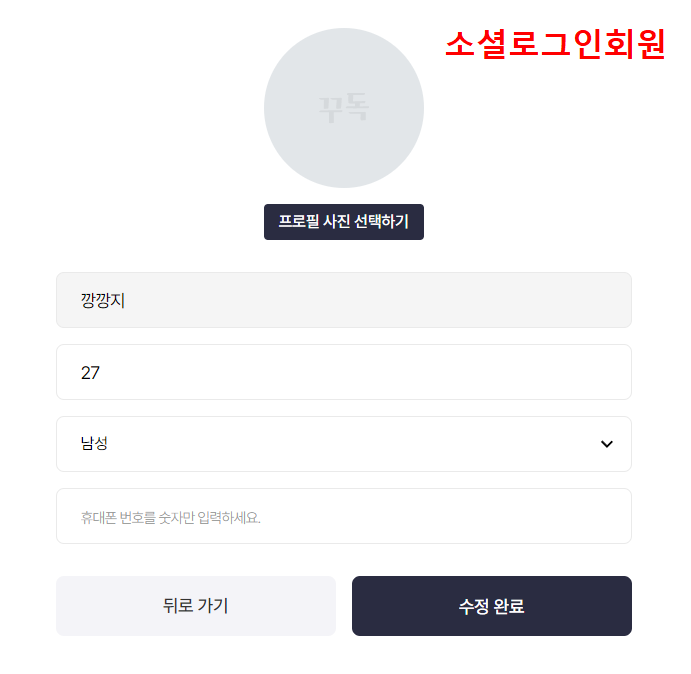 소셜로그인회원
꾸독
프로필 사진 선택하기
깡깡지
27
남성
휴대폰 번호를 숫자만 입력하세요.
뒤로 가기
수정 완료